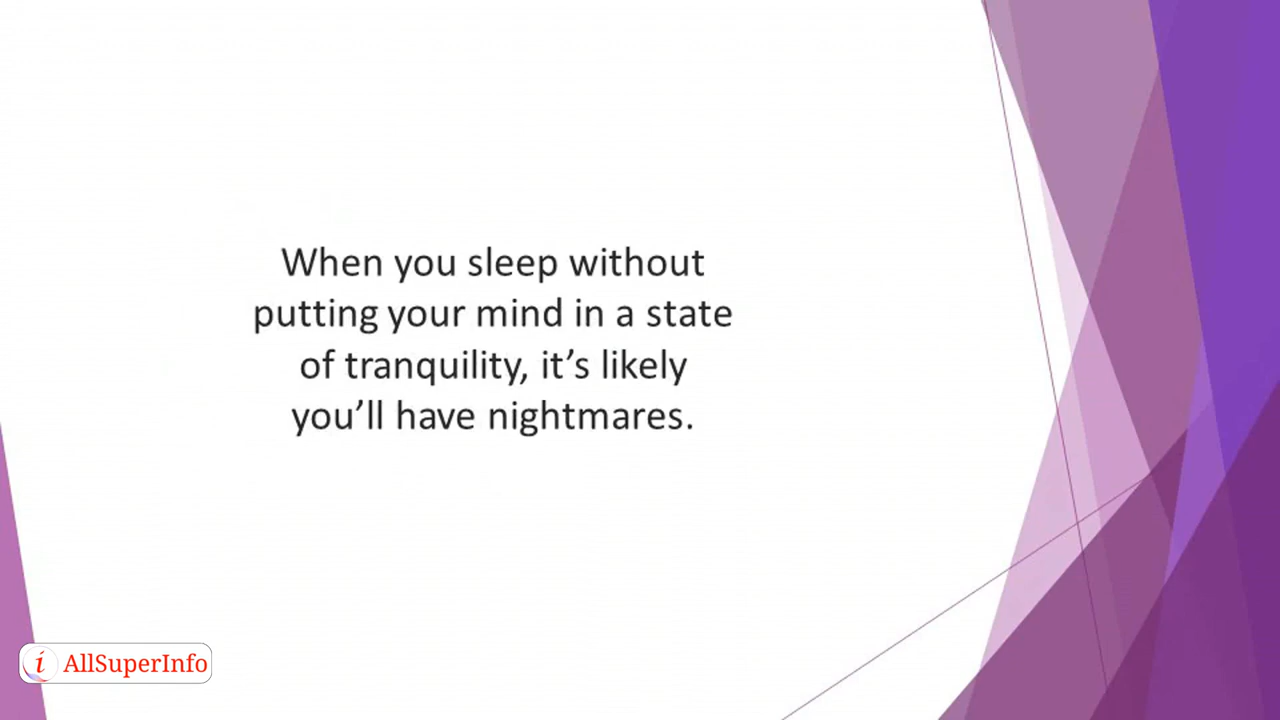 When you sleep without
putting your mind in a state
of tranquility, it’s likely
you’ll have nightmares.
i AllSuperInfo